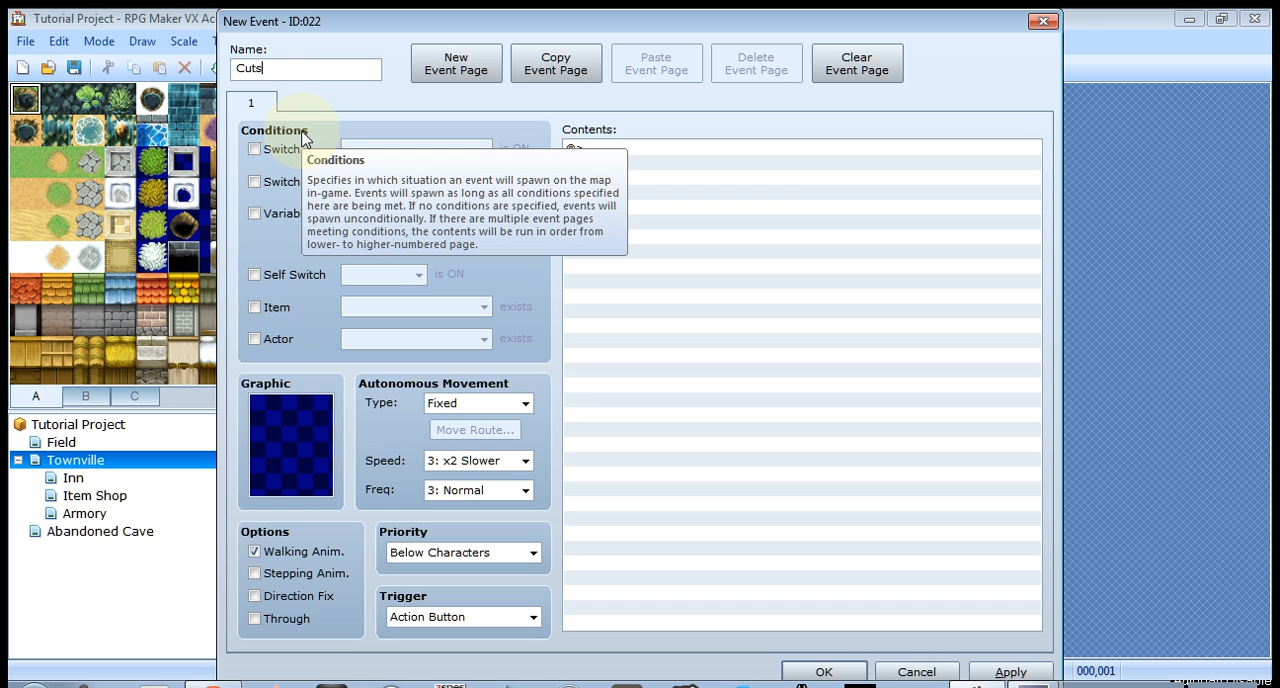 Tutorial Project - RPG Maker VX Ac
New Event - ID:022
File Edit Mode Draw Scale
Name:
Cuts
New Event Page
Copy Event Page
Paste Event Page
Delete Event Page
Clear Event Page
1
Conditions
Switch
is ON
Switch
Variab
Conditions
Specifies in which situation an event will spawn on the map
in-game. Events will spawn as long as all conditions specified
here are being met. If no conditions are specified, events will
spawn unconditionally. If there are multiple event pages
meeting conditions, the contents will be run in order from
lower- to higher-numbered page.
Self Switch is ON
Item exists
Actor exists
Contents:
@>
Graphic
Autonomous Movement
Type: Fixed
Move Route...
Speed: 3: x2 Slower
Freq: 3: Normal
Options
Walking Anim.
Stepping Anim.
Direction Fix
Through
Priority
Below Characters
Trigger
Action Button
OK Cancel Apply
A B C
Tutorial Project
Field
Townville
Inn
Item Shop
Armory
Abandoned Cave
000,001